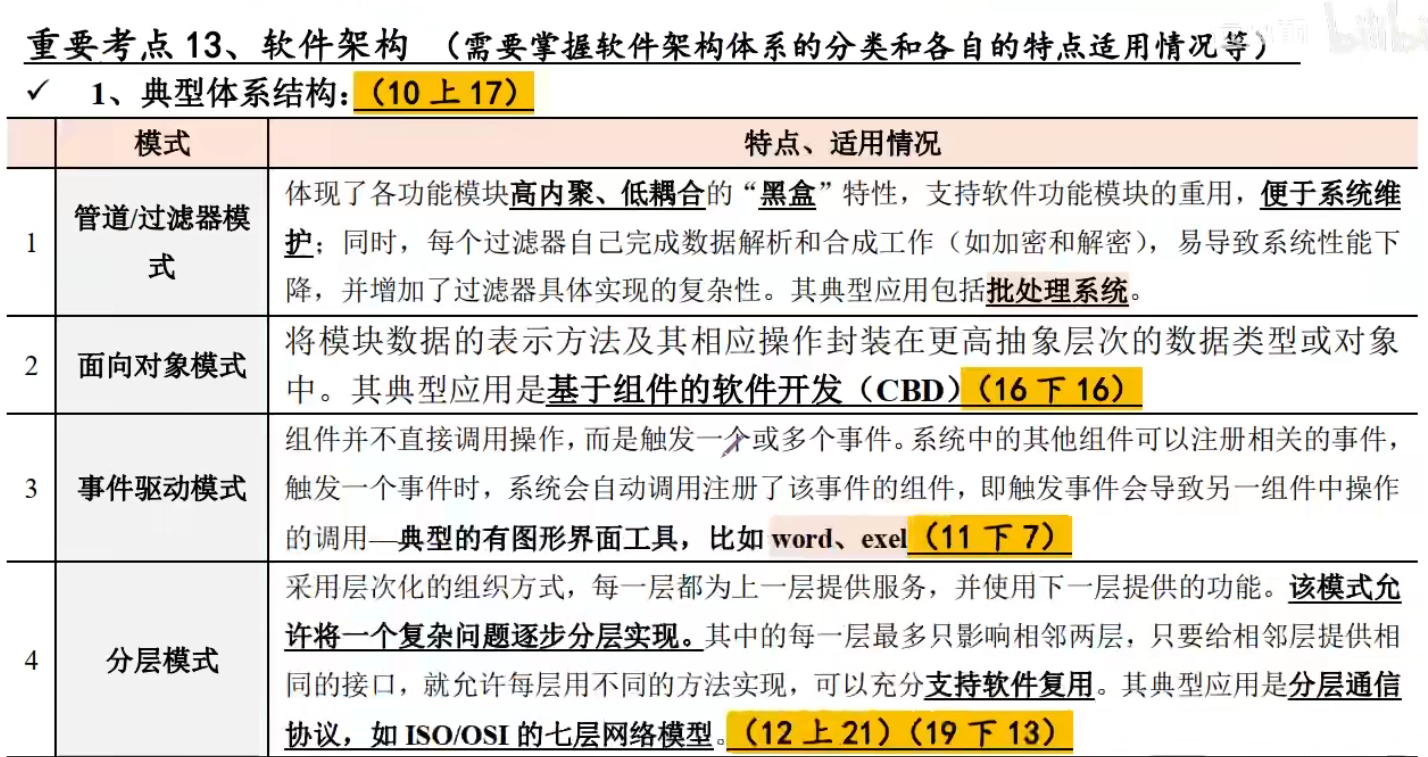 重要考点 13、软件架构 （需要掌握软件架构体系的分类和各自的特点适用情况等）
✓ 1、典型体系结构:（10 上 17）
模式 特点、适用情况
1
管道/过滤器模
式
体现了各功能模块高内聚、低耦合的“黑盒”特性，支持软件功能模块的重用，便于系统维
护；同时，每个过滤器自己完成数据解析和合成工作（如加密和解密），易导致系统性能下
降，并增加了过滤器具体实现的复杂性。其典型应用包括批处理系统。
2
面向对象模式
将模块数据的表示方法及其相应操作封装在更高抽象层次的数据类型或对象
中。其典型应用是基于组件的软件开发（CBD）（16 下 16）
3
事件驱动模式
组件并不直接调用操作，而是触发一个或多个事件。系统中的其他组件可以注册相关的事件，
触发一个事件时，系统会自动调用注册了该事件的组件，即触发事件会导致另一组件中操作
的调用—典型的有图形界面工具，比如 word、exel（11 下 7）
4
分层模式
采用层次化的组织方式，每一层都为上一层提供服务，并使用下一层提供的功能。该模式允
许将一个复杂问题逐步分层实现。其中的每一层最多只影响相邻两层，只要给相邻层提供相
同的接口，就允许每层用不同的方法实现，可以充分支持软件复用。其典型应用是分层通信
协议，如 ISO/OSI 的七层网络模型。（12 上 21）（19 下 13）